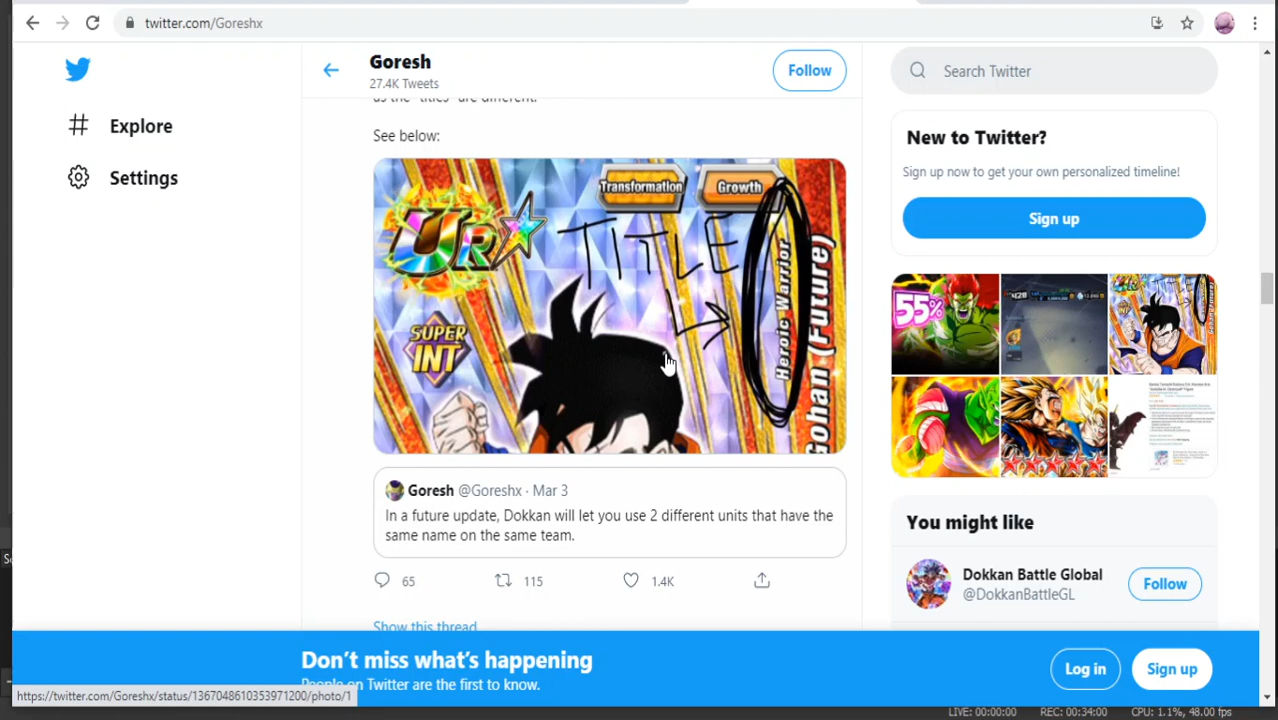 twitter.com/Goreshx
Goresh
27.4K Tweets
Follow
Search Twitter
Explore
Settings
as the "titles" are different.
See below:
Transformation
Growth
UR
TITLE
SUPER
INT
Heroic Warrior
Gohan (Future)
Goresh @Goreshx · Mar 3
In a future update, Dokkan will let you use 2 different units that have the
same name on the same team.
65
115
1.4K
Show this thread
New to Twitter?
Sign up now to get your own personalized timeline!
Sign up
55%
You might like
Dokkan Battle Global
@DokkanBattleGL
Follow
Don't miss what's happening
People on Twitter are the first to know.
Log in
Sign up
https://twitter.com/Goreshx/status/1367048610353971200/photo/1
LIVE: 00:00:00
REC: 00:34:00
CPU: 1.1%, 48.00 fps